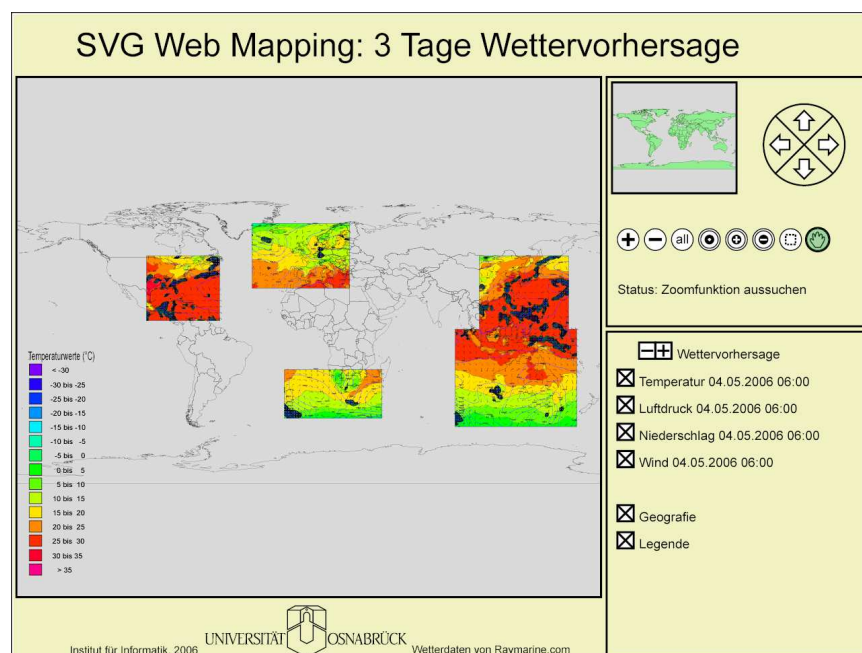 SVG Web Mapping: 3 Tage Wettervorhersage
all
Status: Zoomfunktion aussuchen
Temperaturwerte (°C)
< -30
-30 bis -25
-25 bis -20
-20 bis -15
-15 bis -10
-10 bis -5
-5 bis 0
0 bis 5
5 bis 10
10 bis 15
15 bis 20
20 bis 25
25 bis 30
30 bis 35
> 35
Wettervorhersage
Temperatur 04.05.2006 06:00
Luftdruck 04.05.2006 06:00
Niederschlag 04.05.2006 06:00
Wind 04.05.2006 06:00
Geografie
Legende
Institut für Informatik, 2006 UNIVERSITÄT OSNABRÜCK Wetterdaten von Raymarine.com